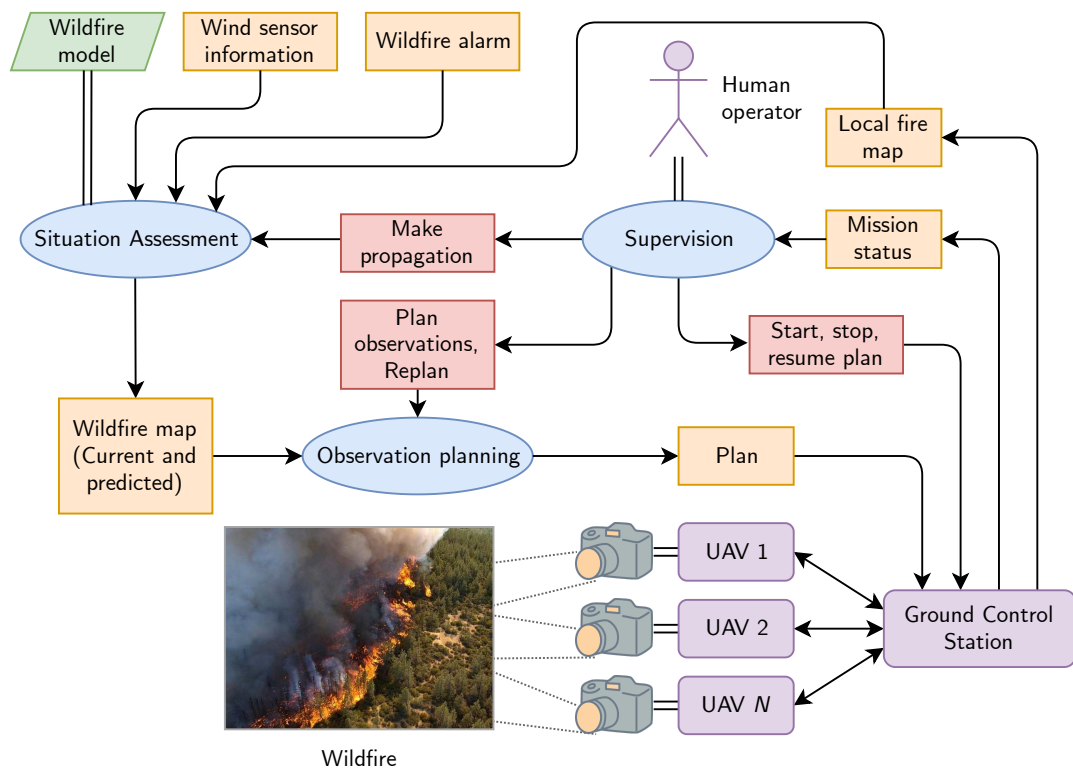 Wildfire
model
Wind sensor
information
Wildfire alarm
Human
operator
Local fire
map
Situation Assessment
Make
propagation
Supervision
Mission
status
Plan
observations,
Replan
Start, stop,
resume plan
Wildfire map
(Current and
predicted)
Observation planning
Plan
UAV 1
UAV 2
UAV N
Ground Control
Station
Wildfire